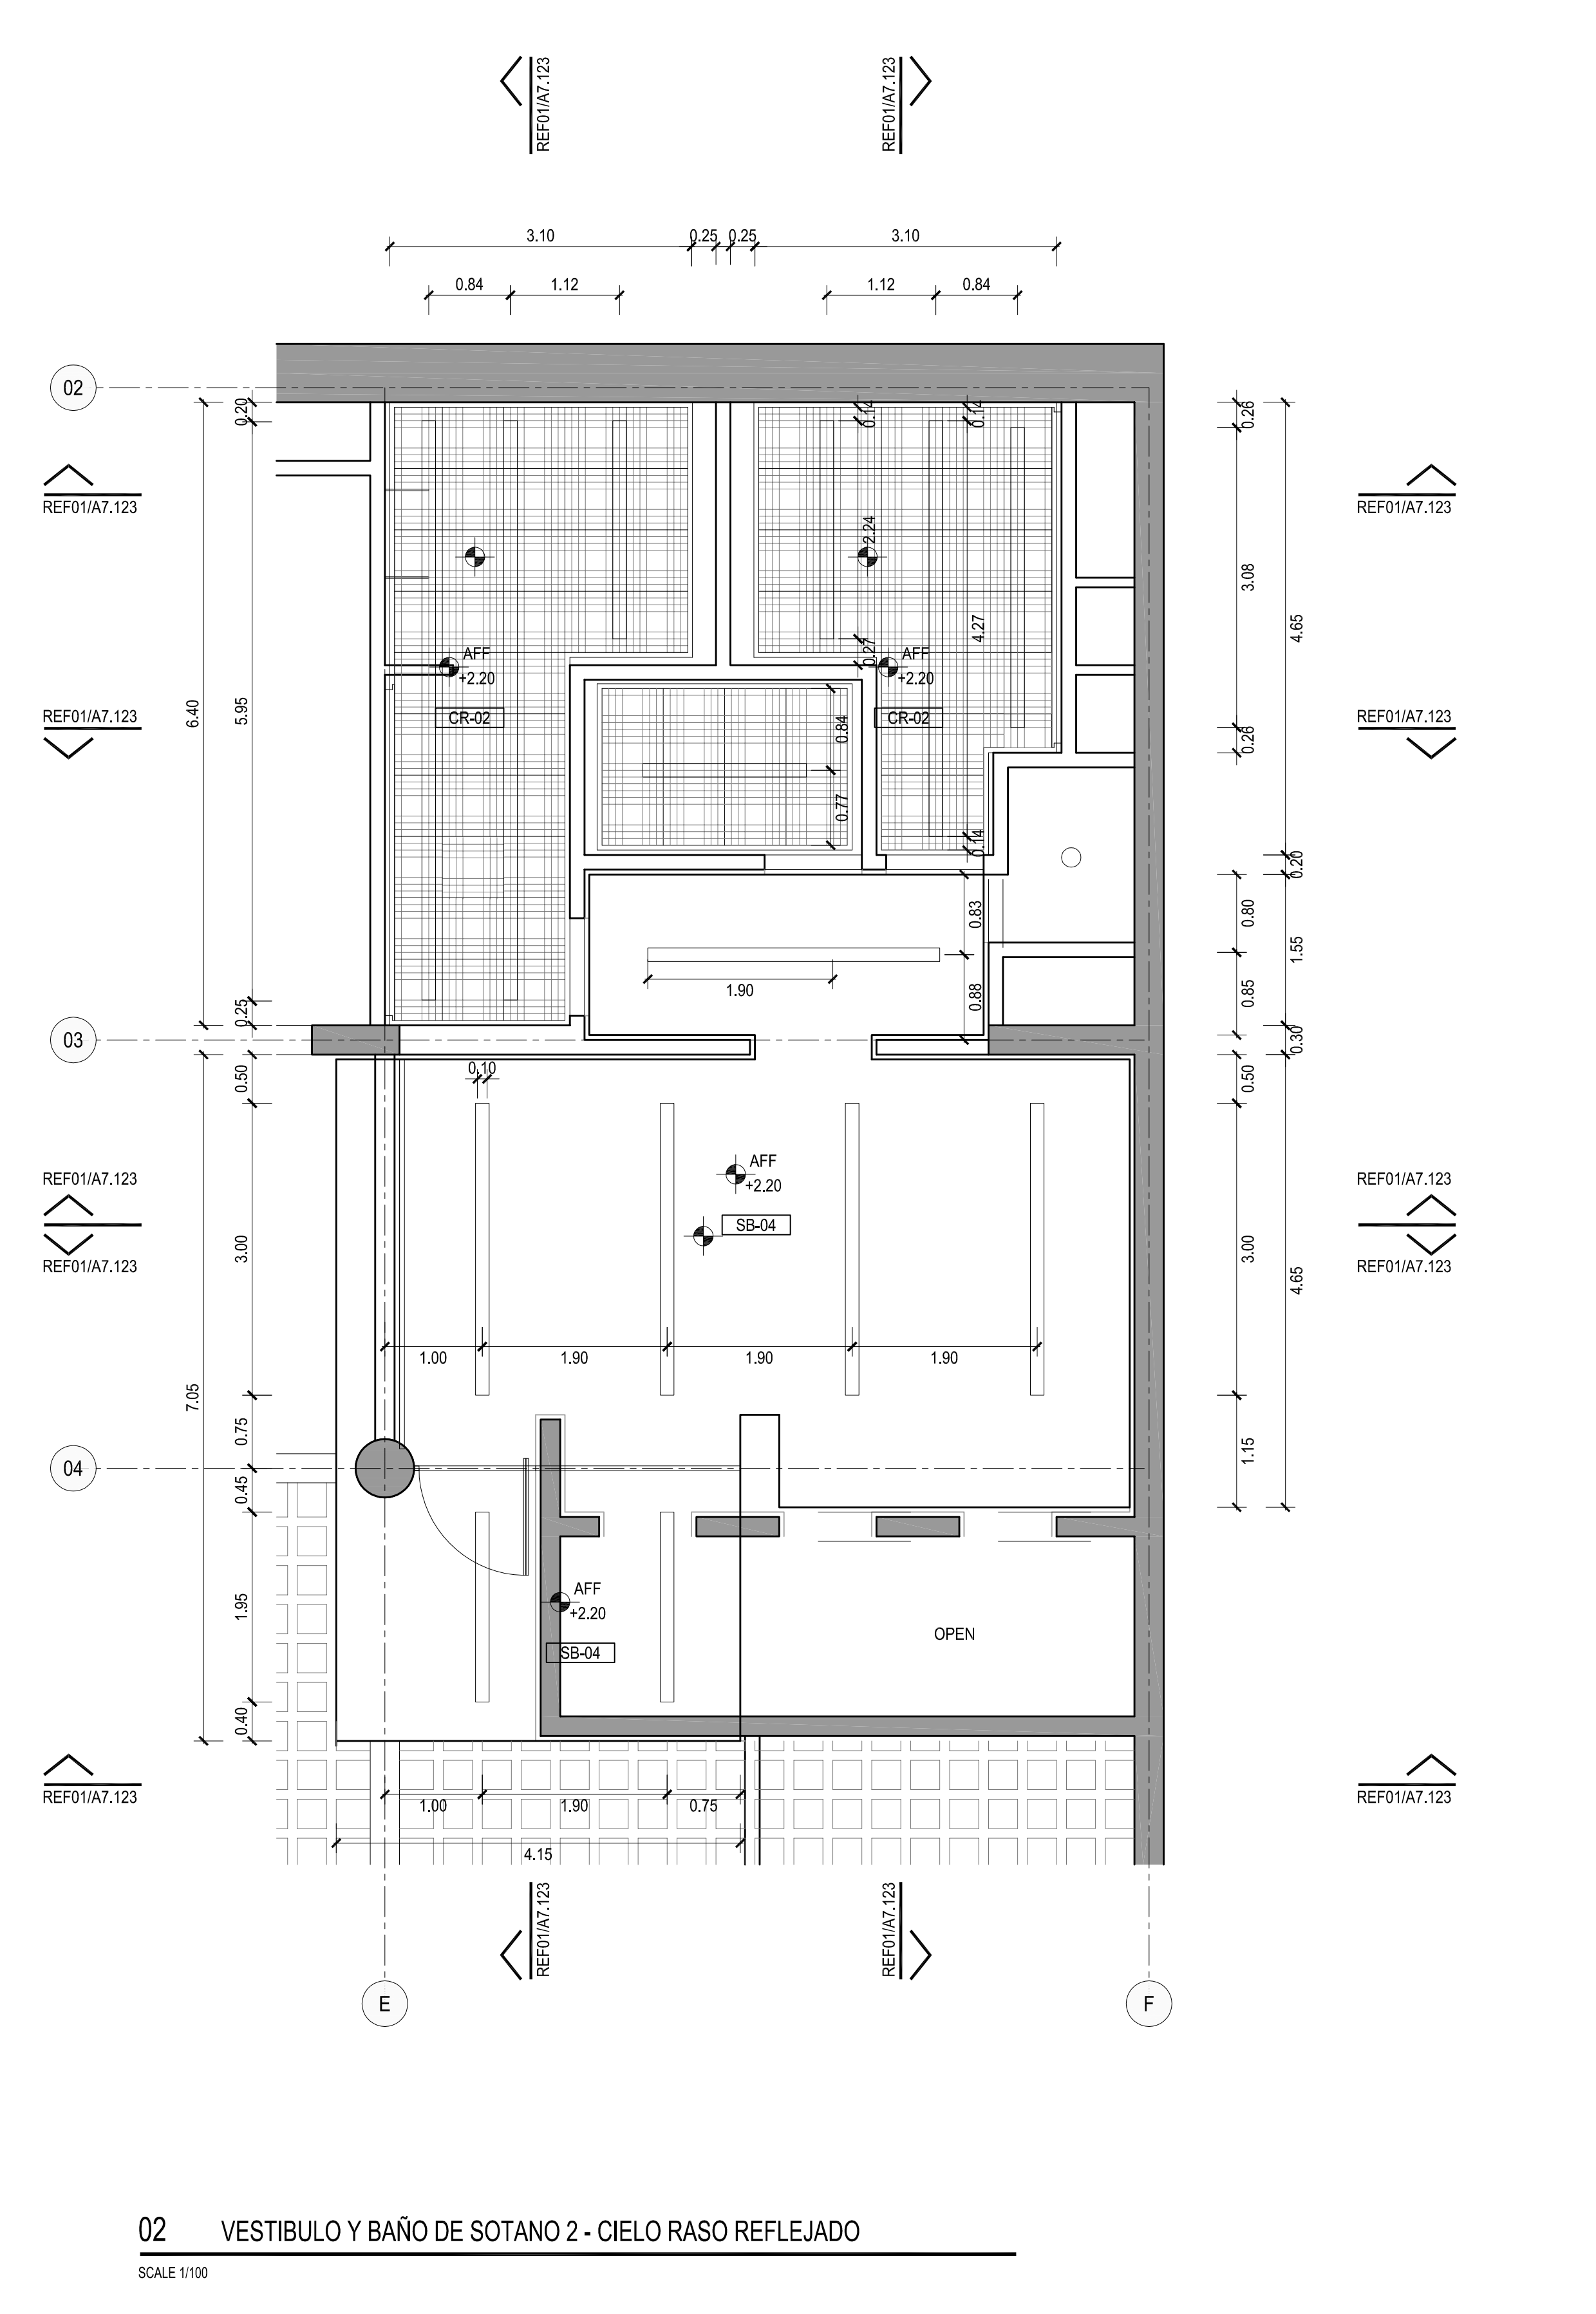 REF01/A7.123
REF01/A7.123
3.10
0.25
0.25
3.10
0.84
1.12
1.12
0.84
02
0.20
0.14
0.14
0.26
REF01/A7.123
REF01/A7.123
2.24
3.08
4.27
4.65
0.27
AFF
+2.20
AFF
+2.20
6.40
5.95
REF01/A7.123
CR-02
0.84
CR-02
REF01/A7.123
0.26
0.77
0.14
0.20
0.83
0.80
1.55
1.90
0.88
0.85
0.25
03
0.30
0.10
0.50
0.50
AFF
+2.20
REF01/A7.123
REF01/A7.123
SB-04
3.00
3.00
REF01/A7.123
REF01/A7.123
4.65
1.00
1.90
1.90
1.90
7.05
0.75
1.15
04
0.45
AFF
+2.20
1.95
OPEN
SB-04
0.40
REF01/A7.123
REF01/A7.123
1.00
1.90
0.75
4.15
REF01/A7.123
REF01/A7.123
E
F
02 VESTIBULO Y BAÑO DE SOTANO 2 - CIELO RASO REFLEJADO
SCALE 1/100